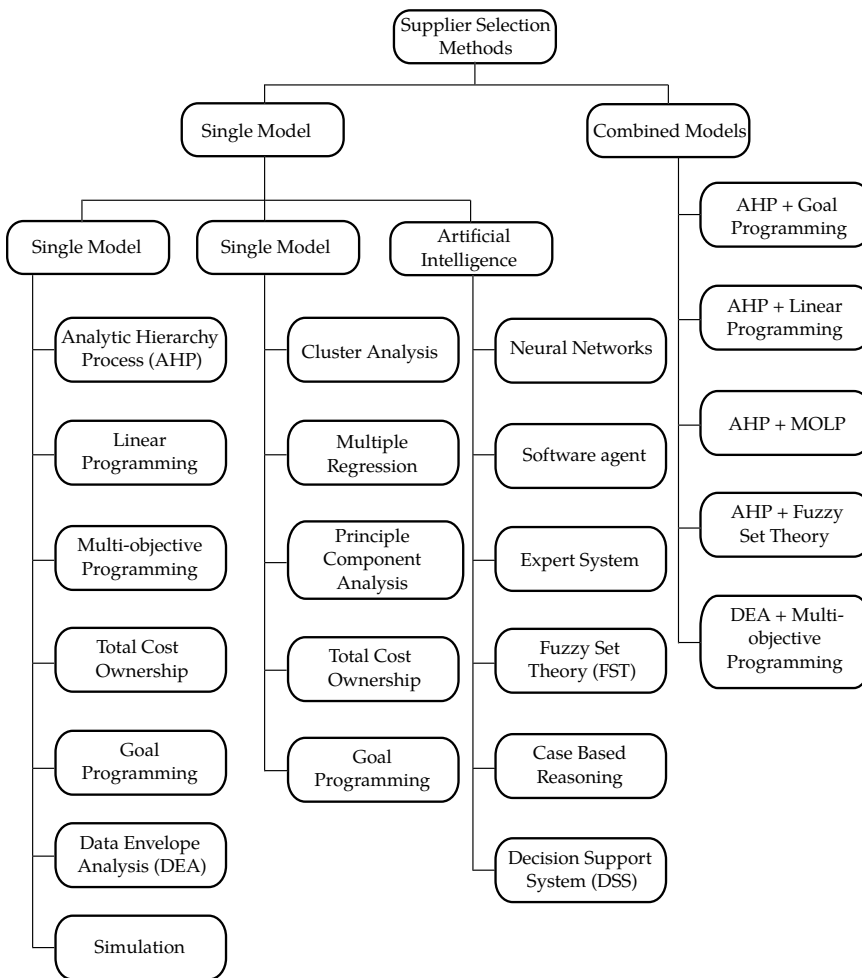 Supplier Selection
Methods
Single Model
Combined Models
Single Model
Single Model
Artificial
Intelligence
Analytic Hierarchy
Process (AHP)
Linear
Programming
Multi-objective
Programming
Total Cost
Ownership
Goal
Programming
Data Envelope
Analysis (DEA)
Simulation
Cluster Analysis
Multiple
Regression
Principle
Component
Analysis
Total Cost
Ownership
Goal
Programming
Neural Networks
Software agent
Expert System
Fuzzy Set
Theory (FST)
Case Based
Reasoning
Decision Support
System (DSS)
AHP + Goal
Programming
AHP + Linear
Programming
AHP + MOLP
AHP + Fuzzy
Set Theory
DEA + Multi-
objective
Programming